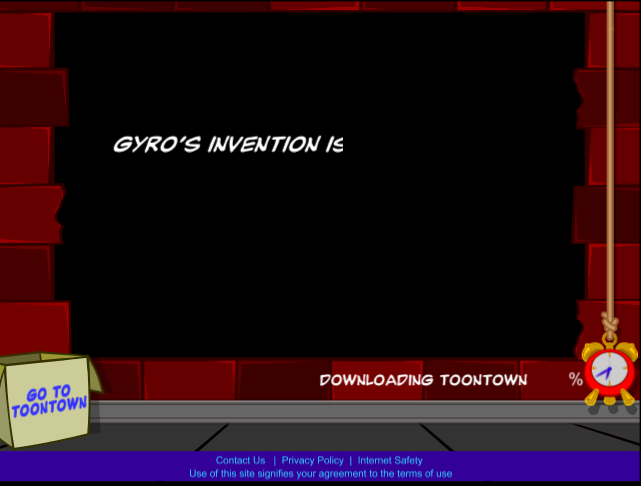 GYRO'S INVENTION IS
DOWNLOADING TOONTOWN %
GO TO
TOONTOWN
Contact Us | Privacy Policy | Internet Safety
Use of this site signifies your agreement to the terms of use